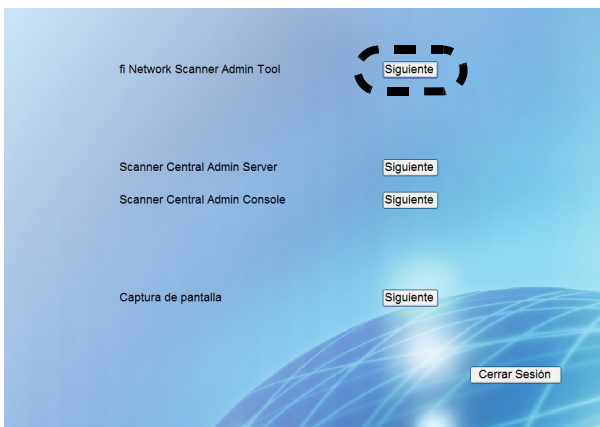 fi Network Scanner Admin Tool Siguiente
Scanner Central Admin Server Siguiente
Scanner Central Admin Console Siguiente
Captura de pantalla Siguiente
Cerrar Sesión